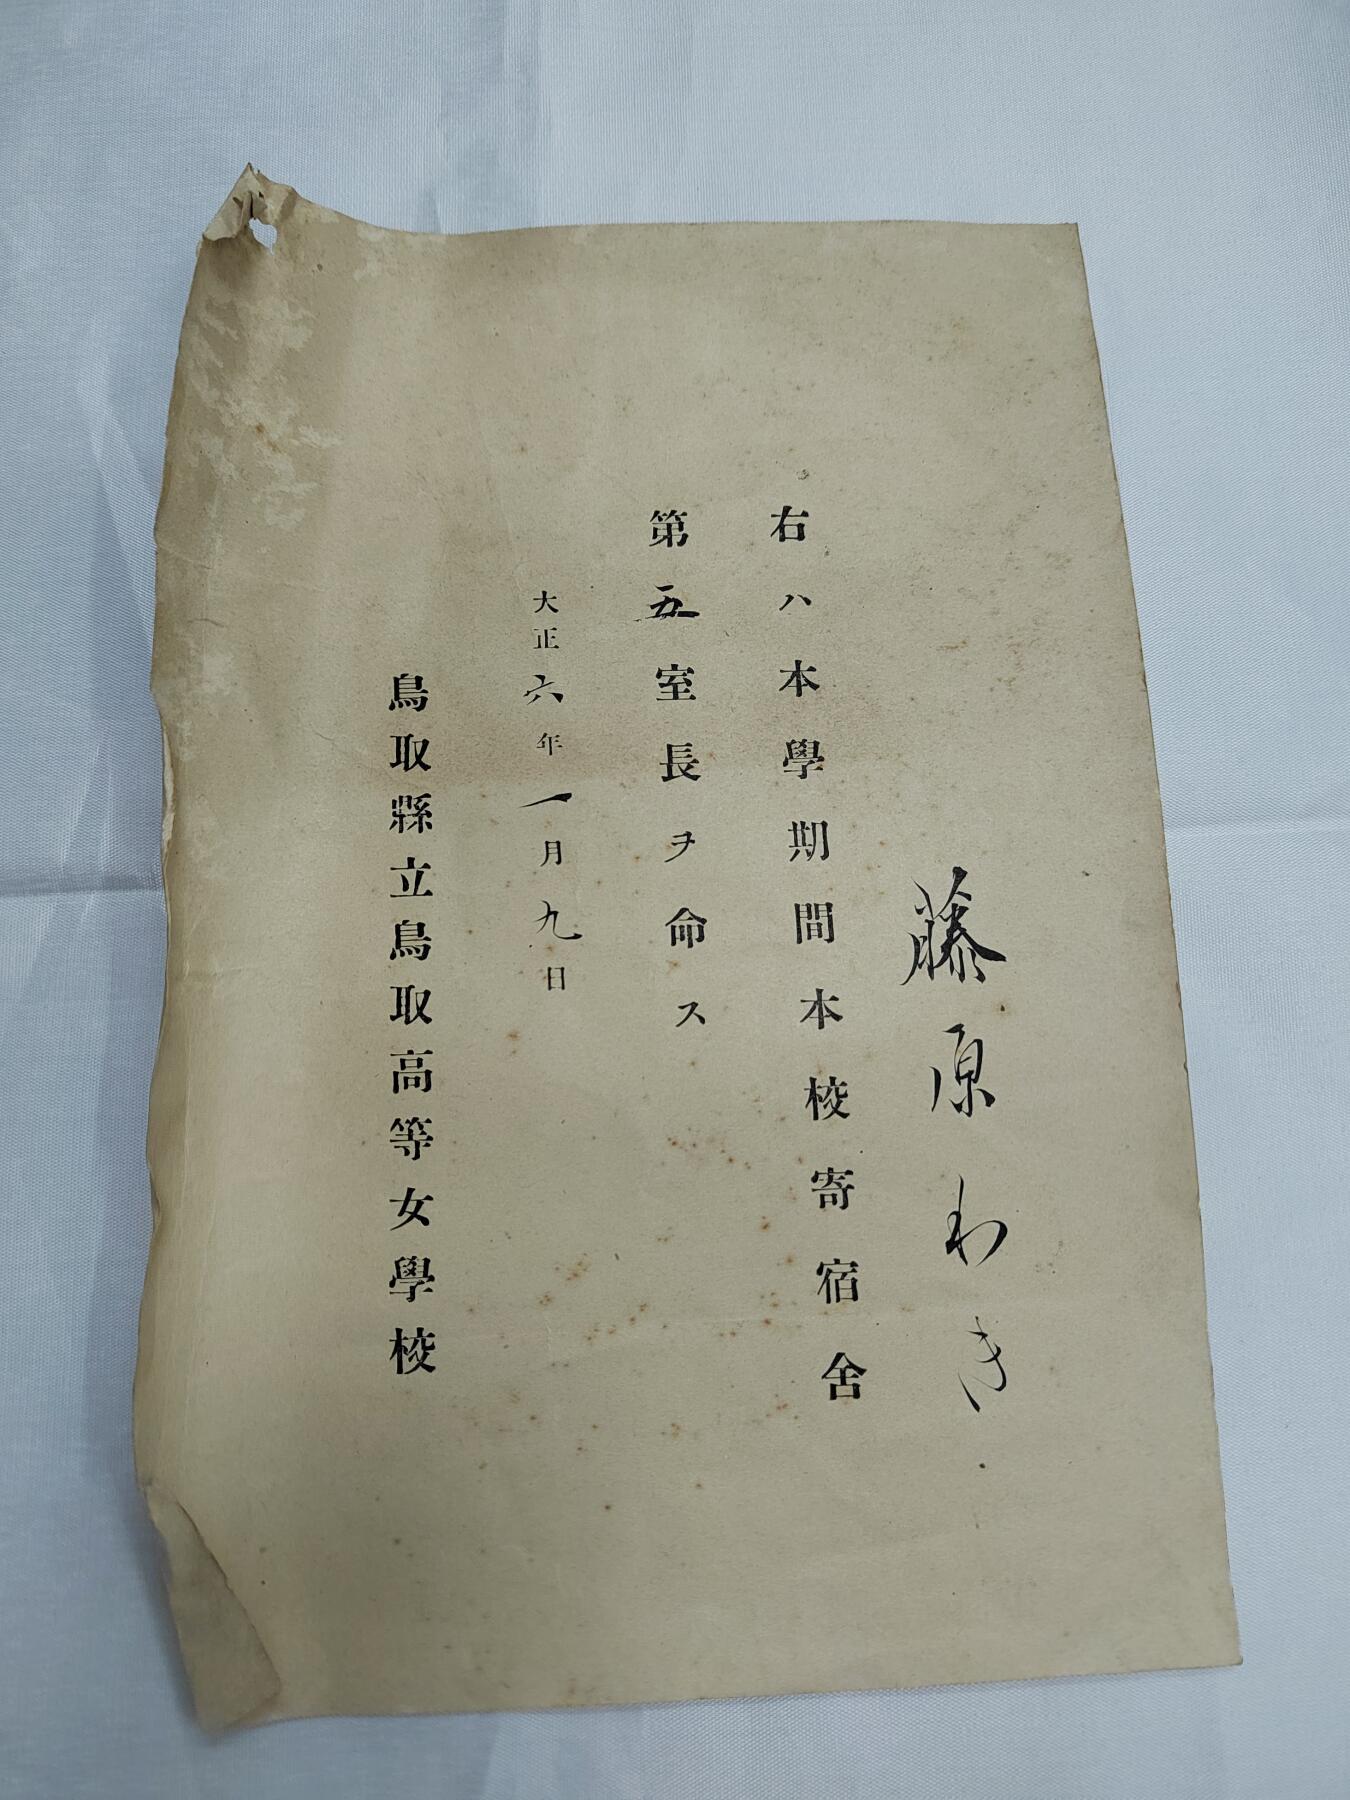 藤原わき
右ハ本學期間本校寄宿舍
第五室長ヲ命ス
大正六年一月九日
鳥取縣立鳥取高等女學校